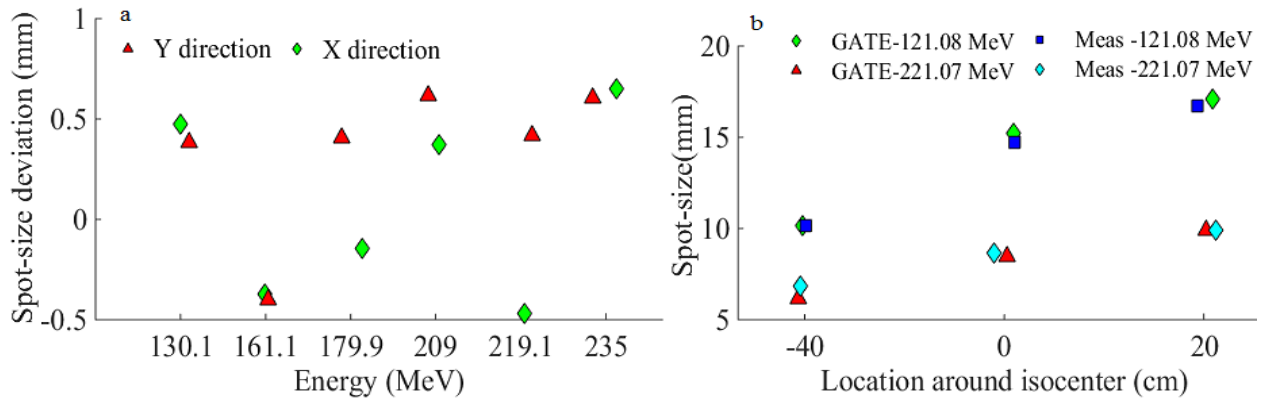 a
Y direction X direction
Spot-size deviation (mm)
1
0.5
0
-0.5
130.1 161.1 179.9 209 219.1 235
Energy (MeV)
b
GATE-121.08 MeV Meas -121.08 MeV
GATE-221.07 MeV Meas -221.07 MeV
Spot-size(mm)
20
15
10
5
-40 0 20
Location around isocenter (cm)